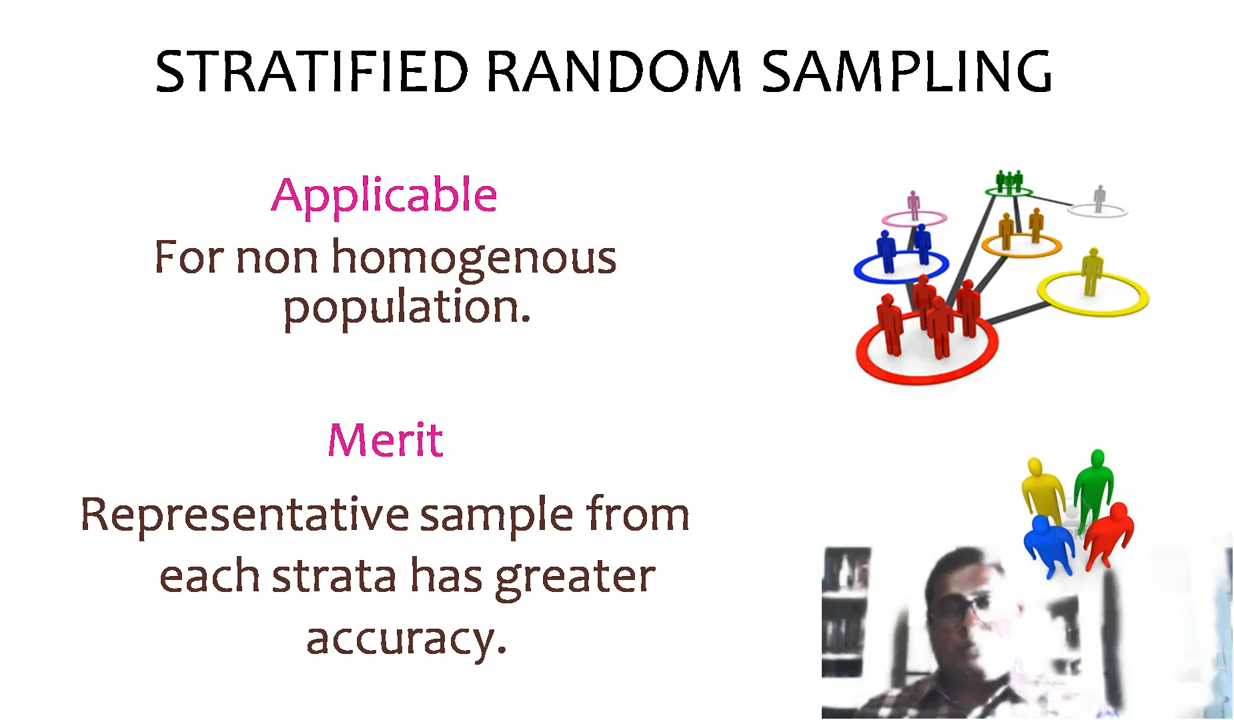 STRATIFIED RANDOM SAMPLING
Applicable
For non homogenous
population.
Merit
Representative sample from
each strata has greater
accuracy.